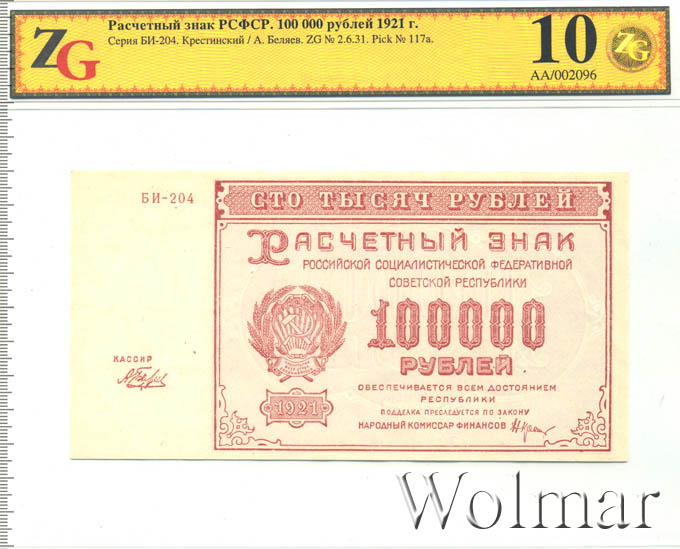 ZG
Расчетный знак РСФСР. 100 000 рублей 1921 г.
Серия БИ-204. Крестинский / А. Беляев. ZG № 2.6.31. Pick № 117а.
10
AA/002096
ZG
БИ-204
СТО ТЫСЯЧ РУБЛЕЙ
РАСЧЕТНЫЙ ЗНАК
РОССИЙСКОЙ СОЦИАЛИСТИЧЕСКОЙ ФЕДЕРАТИВНОЙ
СОВЕТСКОЙ РЕСПУБЛИКИ
100000
РУБЛЕЙ
КАССИР
1921
ОБЕСПЕЧИВАЕТСЯ ВСЕМ ДОСТОЯНИЕМ
РЕСПУБЛИКИ
ПОДДЕЛКА ПРЕСЛЕДУЕТСЯ ПО ЗАКОНУ
НАРОДНЫЙ КОМИССАР ФИНАНСОВ
Wolmar